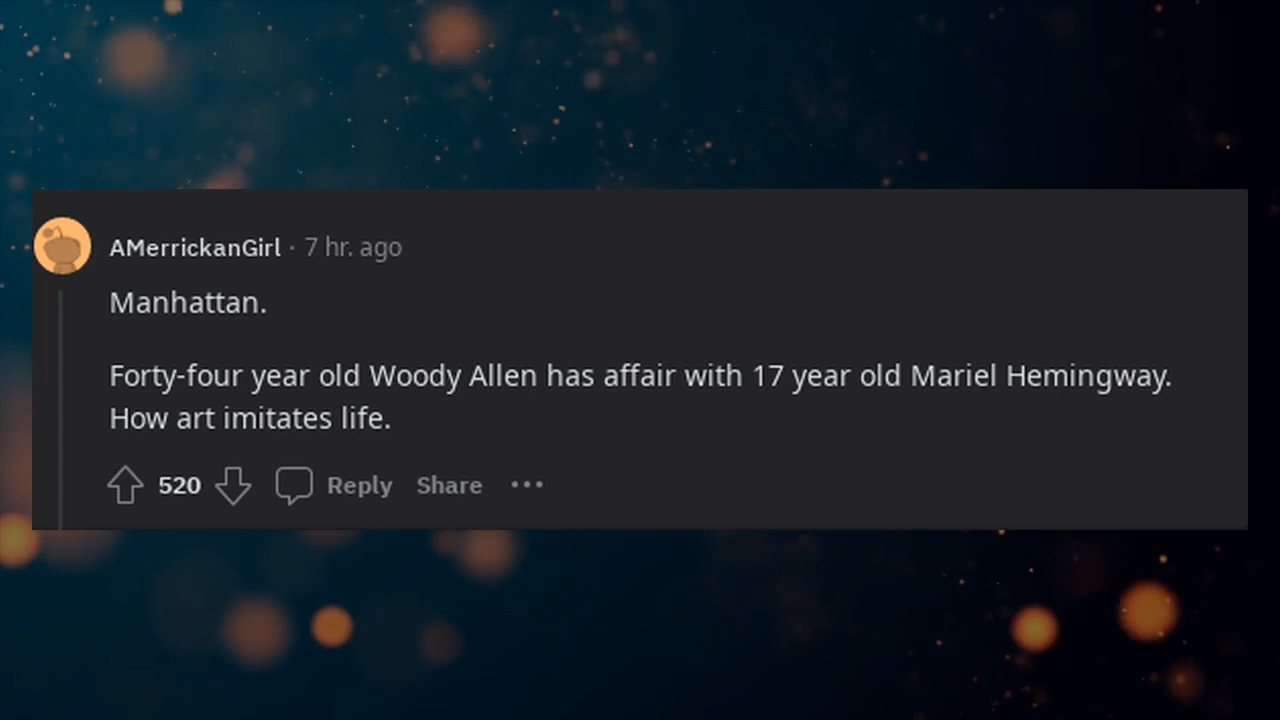 AMerrickanGirl · 7 hr. ago
Manhattan.
Forty-four year old Woody Allen has affair with 17 year old Mariel Hemingway.
How art imitates life.
520 Reply Share ···